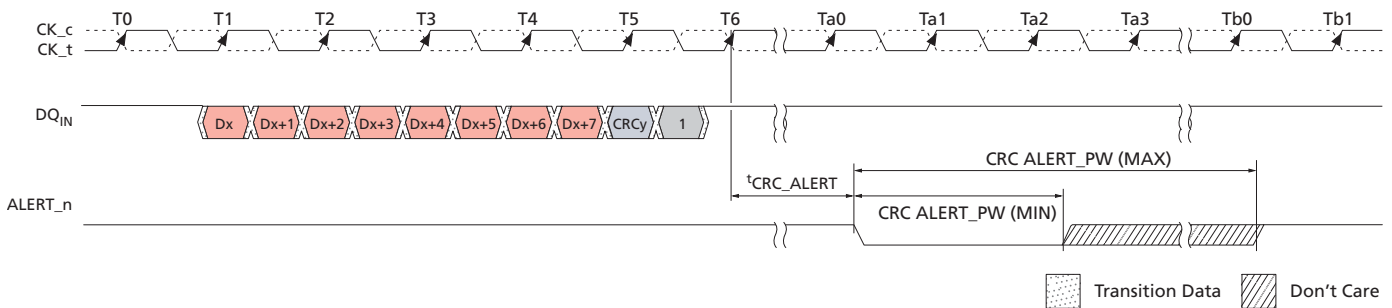 T0 T1 T2 T3 T4 T5 T6 Ta0 Ta1 Ta2 Ta3 Tb0 Tb1
CK_c
CK_t
DQIN
Dx Dx+1 Dx+2 Dx+3 Dx+4 Dx+5 Dx+6 Dx+7 CRCy 1
CRC ALERT_PW (MAX)
tCRC_ALERT
ALERT_n
CRC ALERT_PW (MIN)
Transition Data Don't Care